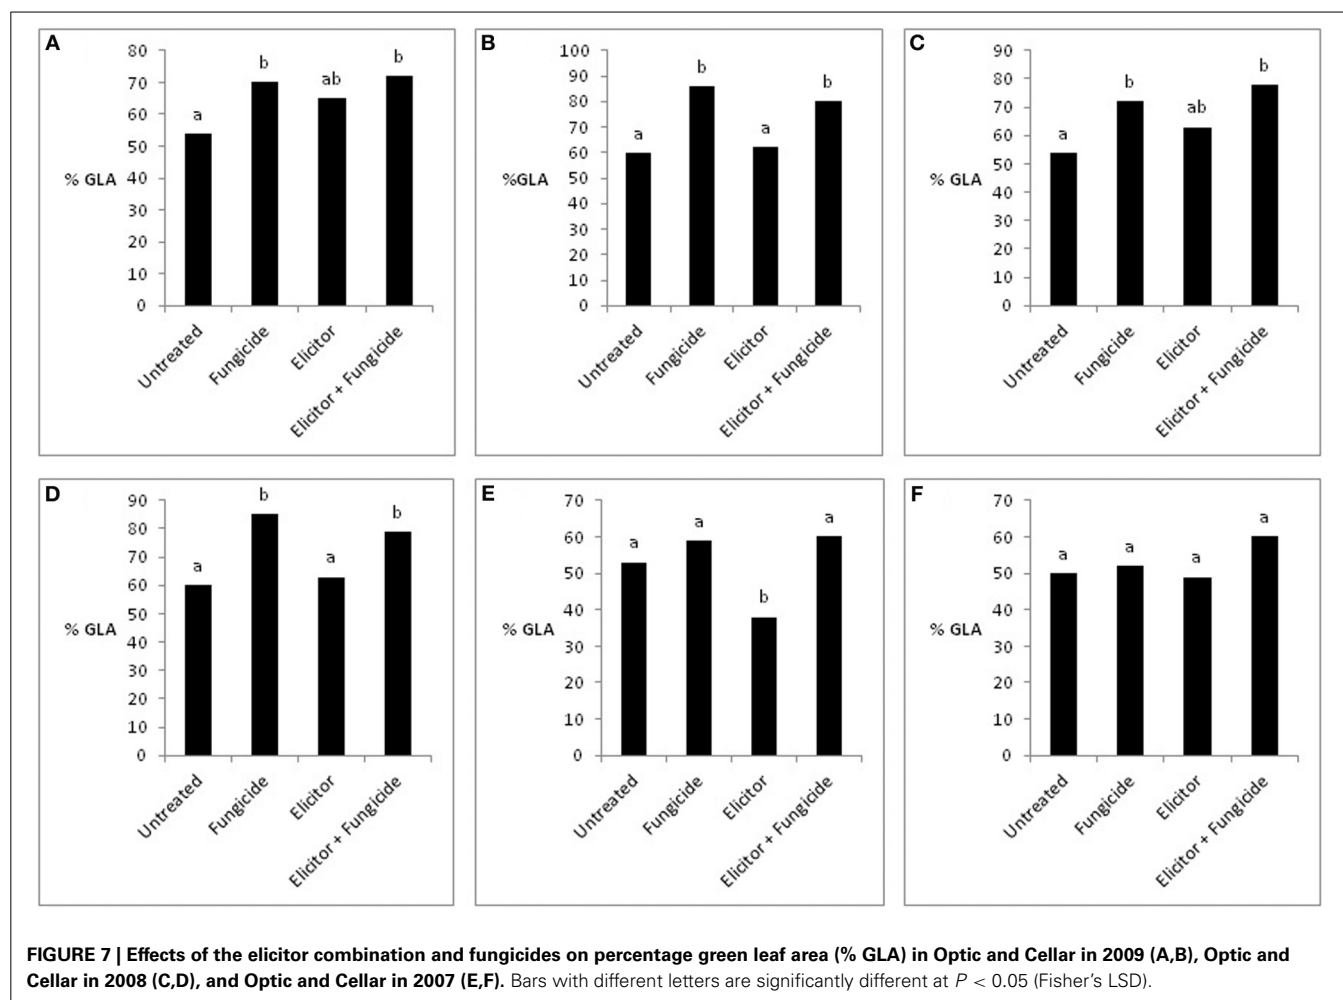 A
80
70
60
50
40
30
20
10
0
% GLA
a
b
ab
b
Untreated
Fungicide
Elicitor
Elicitor + Fungicide
B
100
90
80
70
60
50
40
30
20
10
0
%GLA
a
b
a
b
Untreated
Fungicide
Elicitor
Elicitor + Fungicide
C
90
80
70
60
50
40
30
20
10
0
% GLA
a
b
ab
b
Untreated
Fungicide
Elicitor
Elicitor + Fungicide
D
90
80
70
60
50
40
30
20
10
0
% GLA
a
b
a
b
Untreated
Fungicide
Elicitor
Elicitor + Fungicide
E
70
60
50
40
30
20
10
0
% GLA
a
a
b
a
Untreated
Fungicide
Elicitor
Elicitor + Fungicide
F
70
60
50
40
30
20
10
0
% GLA
a
a
a
a
Untreated
Fungicide
Elicitor
Elicitor + Fungicide
FIGURE 7 | Effects of the elicitor combination and fungicides on percentage green leaf area (% GLA) in Optic and Cellar in 2009 (A,B), Optic and
Cellar in 2008 (C,D), and Optic and Cellar in 2007 (E,F). Bars with different letters are significantly different at P < 0.05 (Fisher's LSD).